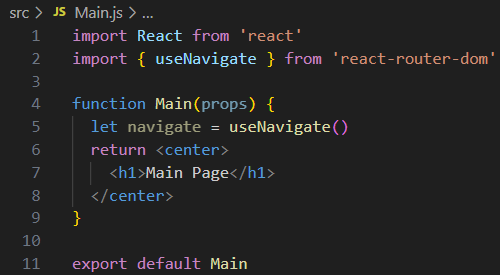 src > JS Main.js > ...
1 import React from 'react'
2 import { useNavigate } from 'react-router-dom'
3
4 function Main(props) {
5   let navigate = useNavigate()
6   return <center>
7     <h1>Main Page</h1>
8   </center>
9 }
10
11 export default Main